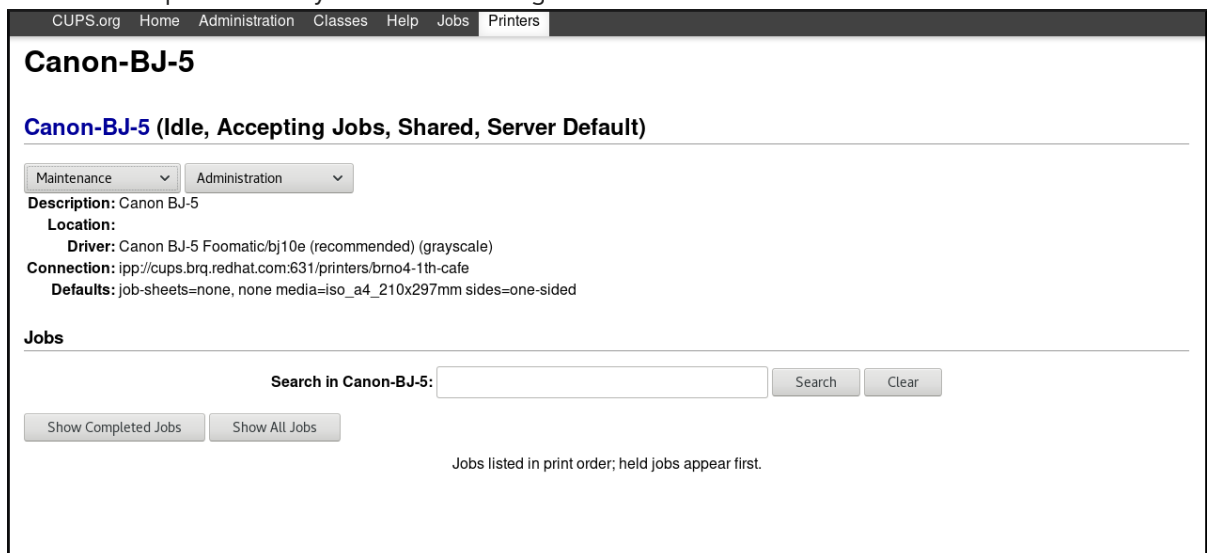 CUPS.org Home Administration Classes Help Jobs Printers
Canon-BJ-5
Canon-BJ-5 (Idle, Accepting Jobs, Shared, Server Default)
Maintenance Administration
Description: Canon BJ-5
Location:
Driver: Canon BJ-5 Foomatic/bj10e (recommended) (grayscale)
Connection: ipp://cups.brq.redhat.com:631/printers/brno4-1th-cafe
Defaults: job-sheets=none, none media=iso_a4_210x297mm sides=one-sided
Jobs
Search in Canon-BJ-5: Search Clear
Show Completed Jobs Show All Jobs
Jobs listed in print order; held jobs appear first.